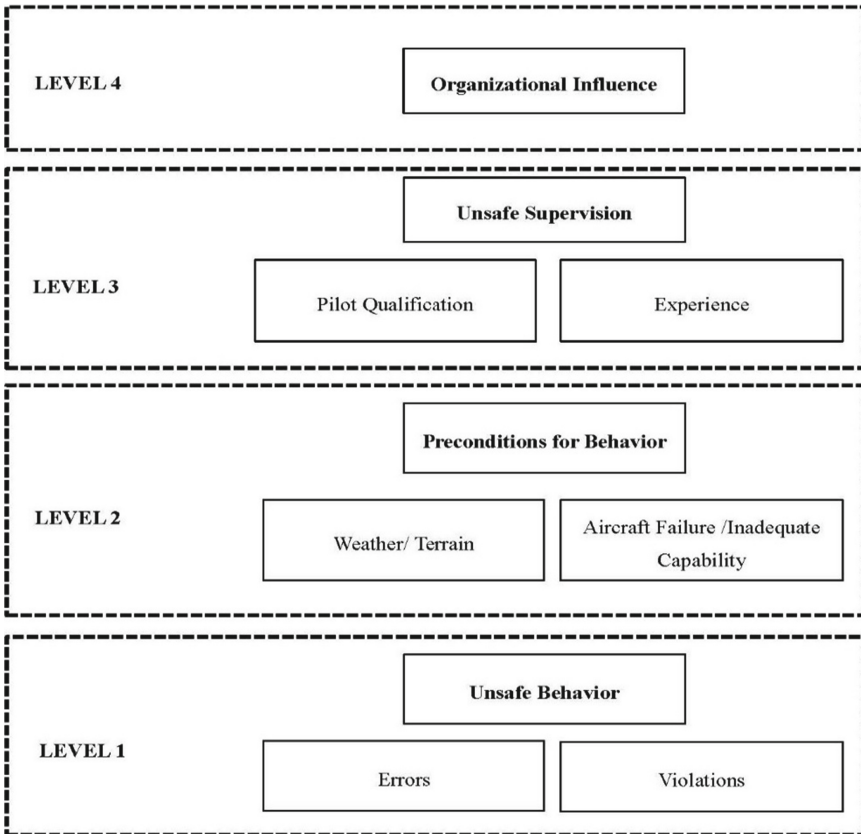 LEVEL 4
Organizational Influence
Unsafe Supervision
LEVEL 3
Pilot Qualification
Experience
Preconditions for Behavior
LEVEL 2
Weather/ Terrain
Aircraft Failure /Inadequate
Capability
Unsafe Behavior
LEVEL 1
Errors
Violations